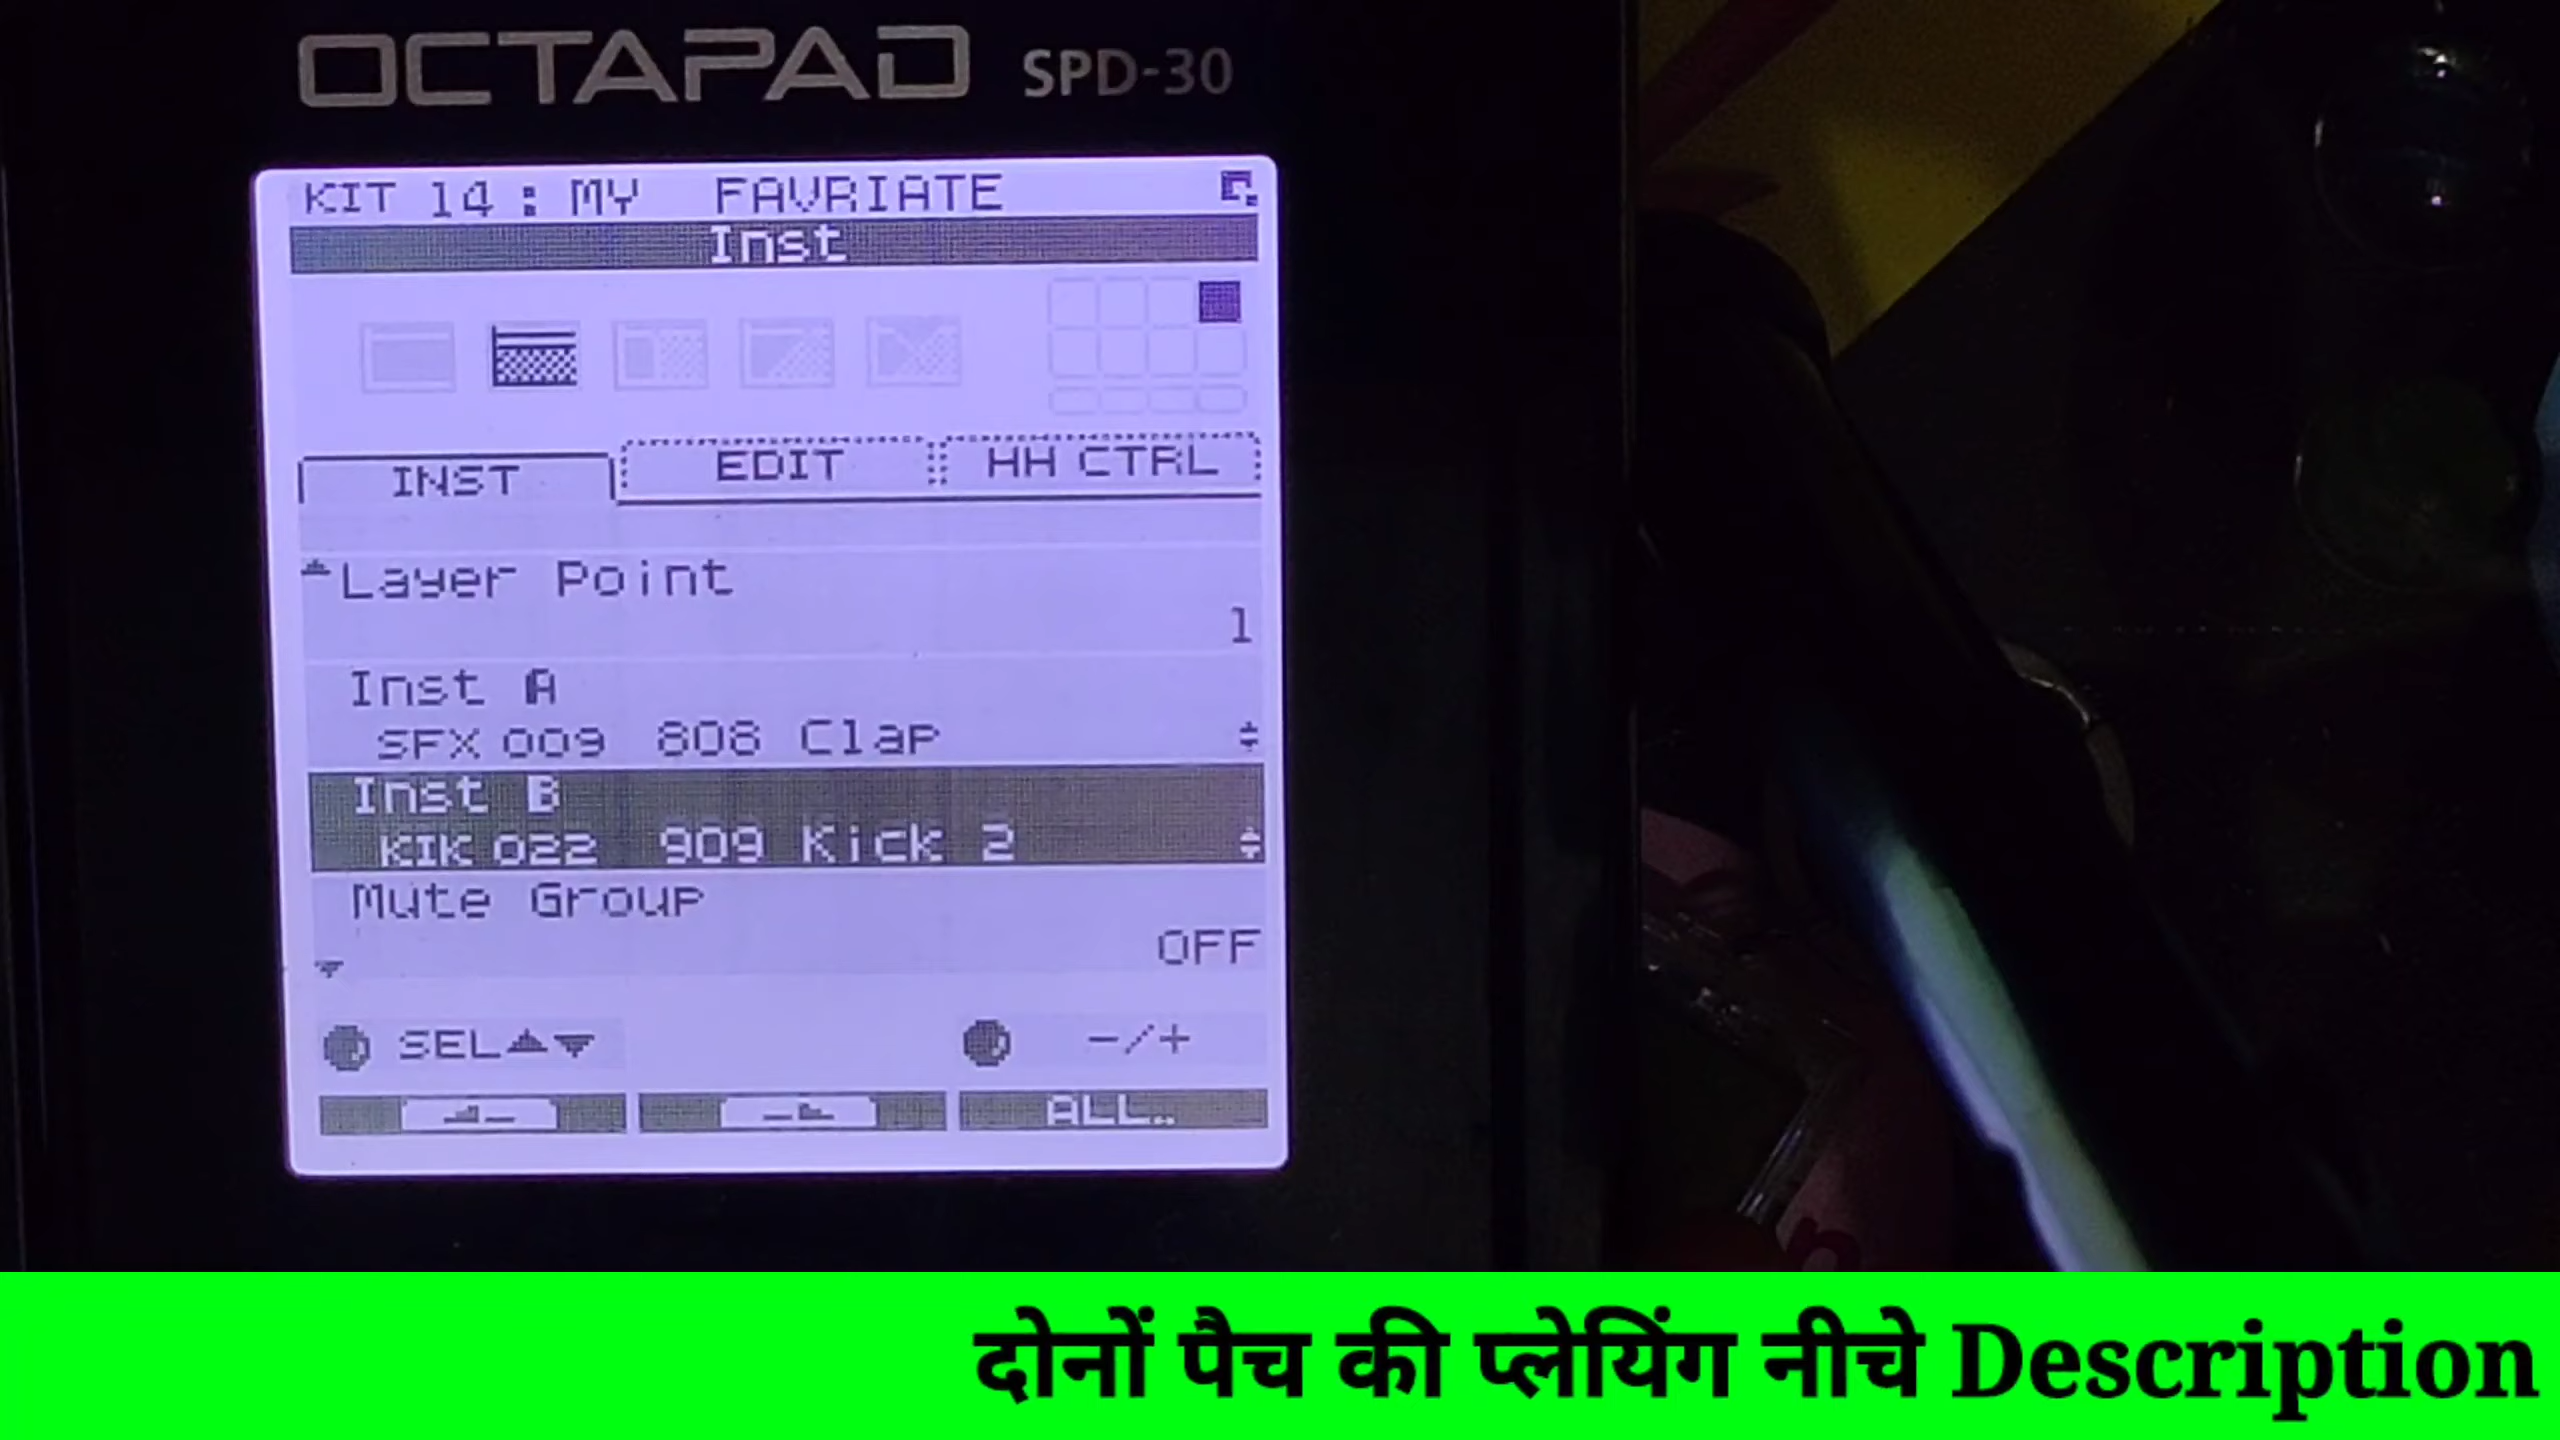 OCTAPAD SPD-30
KIT 14 : MY FAVRIATE
Inst
INST EDIT HH CTRL
Layer Point
1
Inst A
SFX 009 808 Clap
Inst B
KIK 022 909 Kick 2
Mute Group
OFF
SEL -/+
ALL..
दोनों पैच की प्लेयिंग नीचे Description